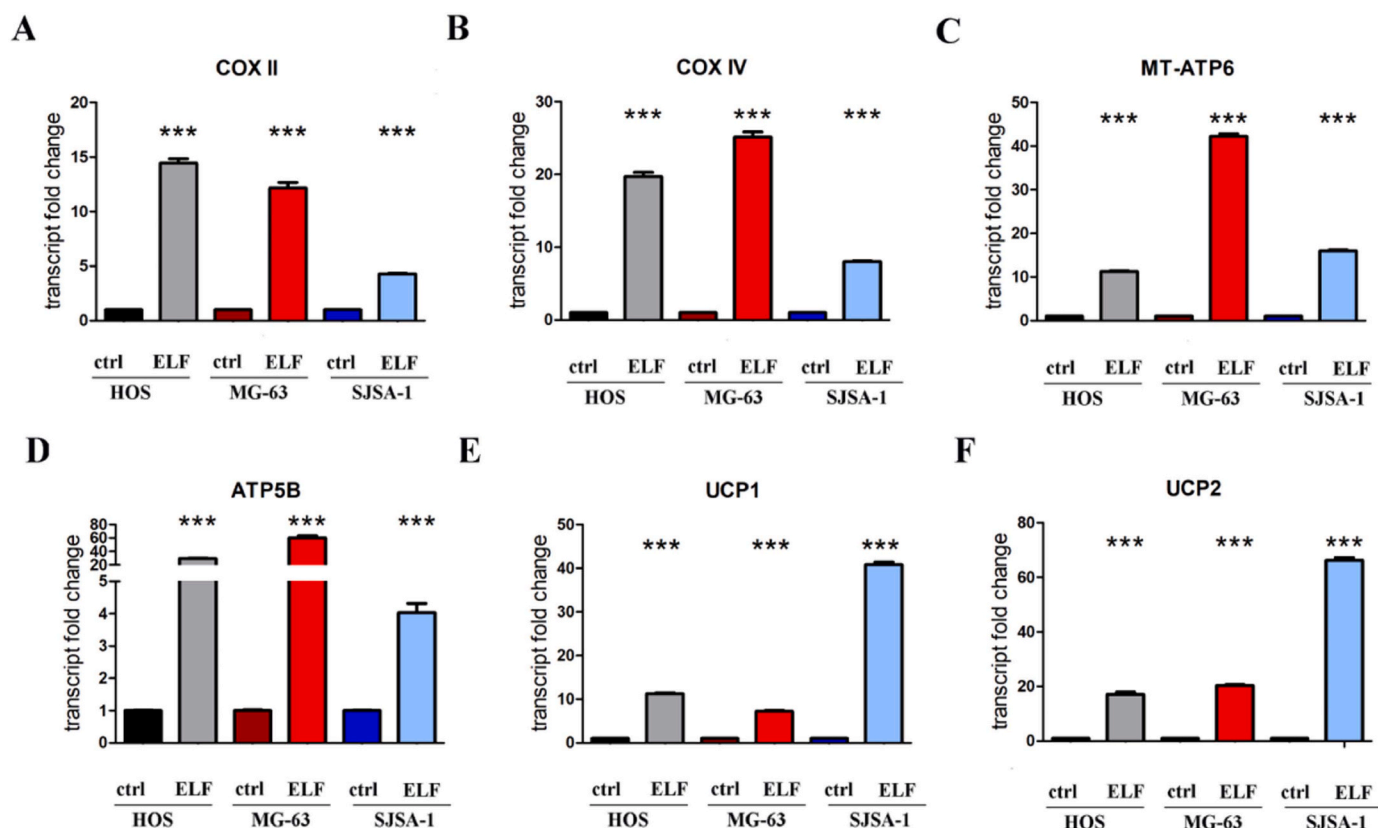 A B C
COX II COX IV MT-ATP6
transcript fold change
20
15
10
5
0
*** *** ***
ctrl ELF ctrl ELF ctrl ELF
HOS MG-63 SJSA-1
transcript fold change
30
20
10
0
*** *** ***
ctrl ELF ctrl ELF ctrl ELF
HOS MG-63 SJSA-1
transcript fold change
50
40
30
20
10
0
*** *** ***
ctrl ELF ctrl ELF ctrl ELF
HOS MG-63 SJSA-1
D E F
ATP5B UCP1 UCP2
transcript fold change
80
60
40
20
5
4
3
2
1
0
*** *** ***
ctrl ELF ctrl ELF ctrl ELF
HOS MG-63 SJSA-1
transcript fold change
50
40
30
20
10
0
*** *** ***
ctrl ELF ctrl ELF ctrl ELF
HOS MG-63 SJSA-1
transcript fold change
80
60
40
20
0
*** *** ***
ctrl ELF ctrl ELF ctrl ELF
HOS MG-63 SJSA-1